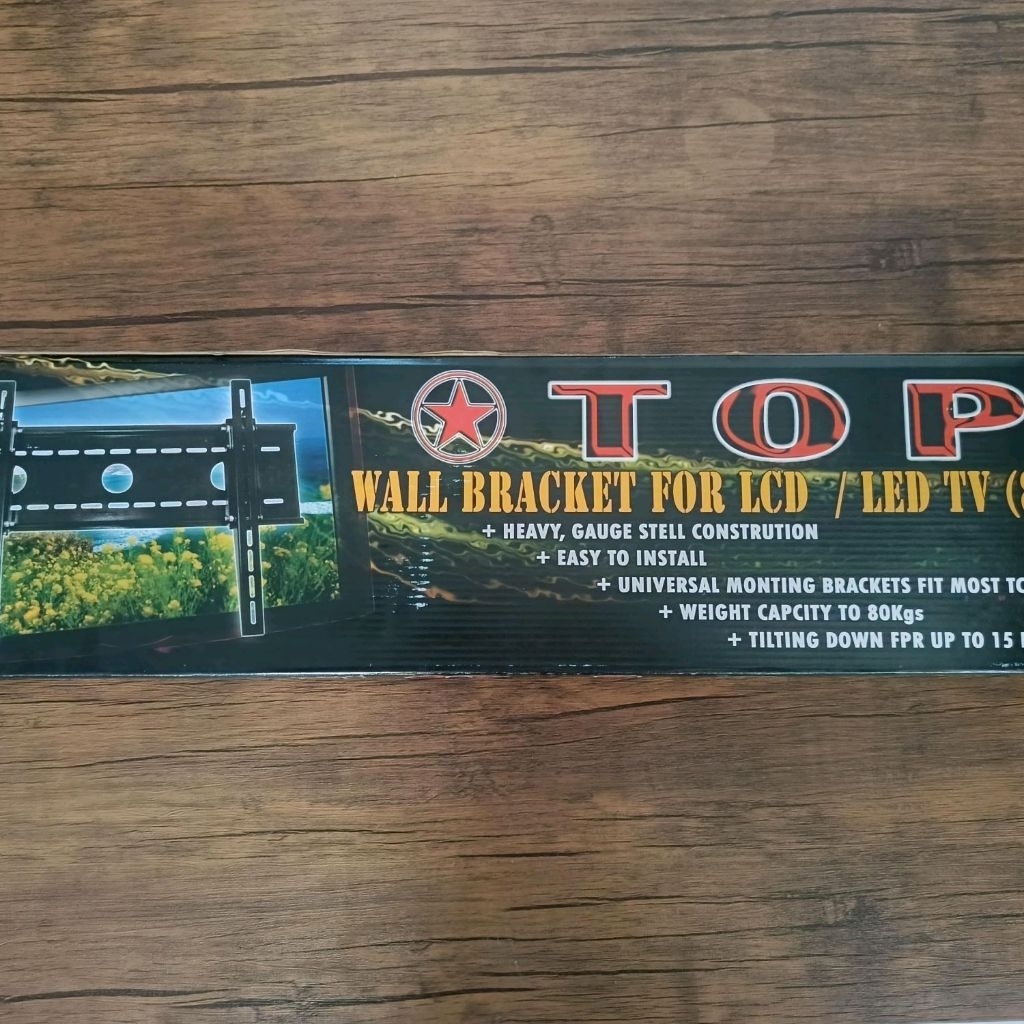 TOP
WALL BRACKET FOR LCD / LED TV
+ HEAVY, GAUGE STELL CONSTRUTION
+ EASY TO INSTALL
+ UNIVERSAL MONTING BRACKETS FIT MOST
+ WEIGHT CAPCITY TO 80Kgs
+ TILTING DOWN FPR UP TO 15